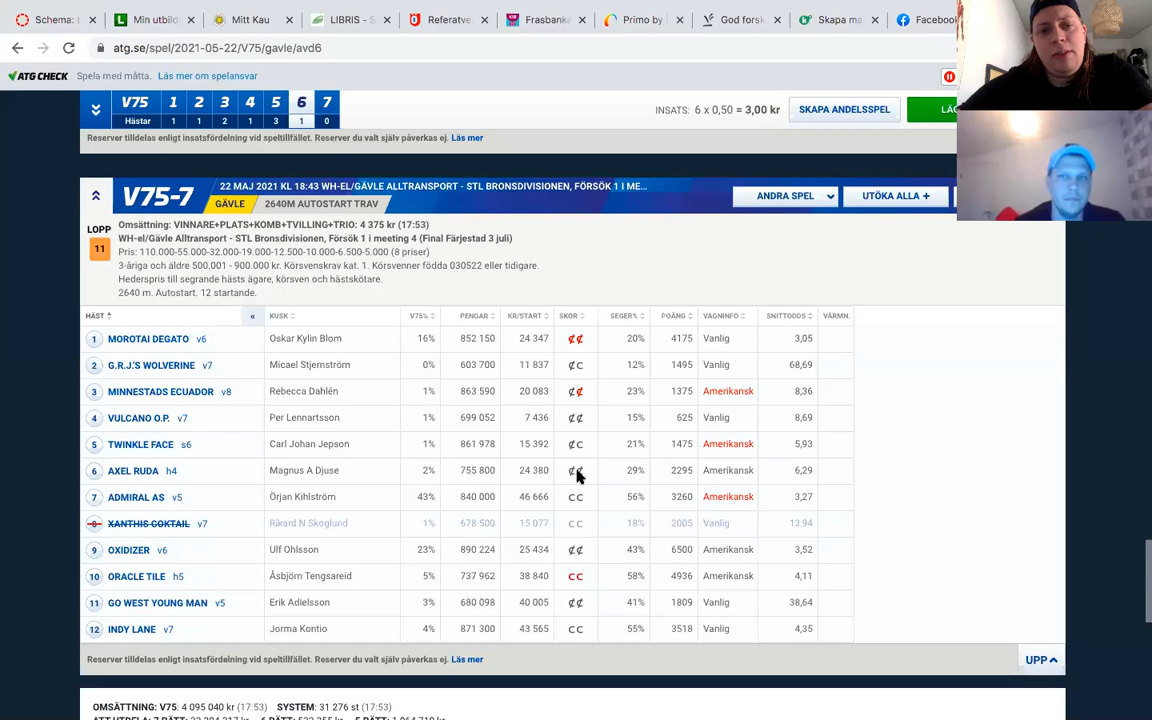 Schema: L
Min utbild
Mitt Kau
LIBRIS - S
Referatve
Frasbanke
Primo by
God forsk
Skapa ma
Facebook
atg.se/spel/2021-05-22/V75/gavle/avd6
ATG CHECK Spela med måtta. Läs mer om spelansvar
V75 1 2 3 4 5 6 7
Hästar 1 1 2 1 3 1 0
INSATS: 6 x 0,50 = 3,00 kr SKAPA ANDELSSPEL LÄG
Reserver tilldelas enligt insatsfördelning vid speltillfället. Reserver du valt själv påverkas ej. Läs mer
V75-7 22 MAJ 2021 KL 18:43 WH-EL/GÄVLE ALLTRANSPORT - STL BRONSDIVISIONEN, FÖRSÖK 1 I ME...
GÄVLE 2640M AUTOSTART TRAV
ANDRA SPEL UTÖKA ALLA +
LOPP 11
Omsättning: VINNARE+PLATS+KOMB+TVILLING+TRIO: 4 375 kr (17:53)
WH-el/Gävle Alltransport - STL Bronsdivisionen, Försök 1 i meeting 4 (Final Färjestad 3 juli)
Pris: 110.000-55.000-32.000-19.000-12.500-10.000-6.500-5.000 (8 priser)
3-åriga och äldre 500.001 - 900.000 kr. Körsvenskrav kat. 1. Körsvenner födda 030522 eller tidigare.
Hederspris till segrande hästs ägare, körsven och hästskötare.
2640 m. Autostart. 12 startande.
HÄST « KUSK V75% PENGAR KR/START SKOR SEGER% POÄNG VAGNINFO SNITTODDS VÄRMN.
1 MOROTAI DEGATO v6 Oskar Kylin Blom 16% 852 150 24 347 ₵₵ 20% 4175 Vanlig 3,05
2 G.R.J.'S WOLVERINE v7 Micael Stjernström 0% 603 700 11 837 ₵C 12% 1495 Vanlig 68,69
3 MINNESTADS ECUADOR v8 Rebecca Dahlén 1% 863 590 20 083 ₵₵ 23% 1375 Amerikansk 8,36
4 VULCANO O.P. v7 Per Lennartsson 1% 699 052 7 436 ₵₵ 15% 625 Vanlig 8,69
5 TWINKLE FACE s6 Carl Johan Jepson 1% 861 978 15 392 ₵C 21% 1475 Amerikansk 5,93
6 AXEL RUDA h4 Magnus A Djuse 2% 755 800 24 380 ₵₵ 29% 2295 Amerikansk 6,29
7 ADMIRAL AS v5 Örjan Kihlström 43% 840 000 46 666 CC 56% 3260 Amerikansk 3,27
8 XANTHIS COKTAIL v7 Rikard N Skoglund 1% 678 500 15 077 CC 18% 2005 Vanlig 13,94
9 OXIDIZER v6 Ulf Ohlsson 23% 890 224 25 434 ₵₵ 43% 6500 Amerikansk 3,52
10 ORACLE TILE h5 Åsbjörn Tengsareid 5% 737 962 38 840 CC 58% 4936 Amerikansk 4,11
11 GO WEST YOUNG MAN v5 Erik Adielsson 3% 680 098 40 005 ₵₵ 41% 1809 Vanlig 38,64
12 INDY LANE v7 Jorma Kontio 4% 871 300 43 565 CC 55% 3518 Vanlig 4,35
Reserver tilldelas enligt insatsfördelning vid speltillfället. Reserver du valt själv påverkas ej. Läs mer UPP
OMSÄTTNING: V75: 4 095 040 kr (17:53) SYSTEM: 31 276 st (17:53)